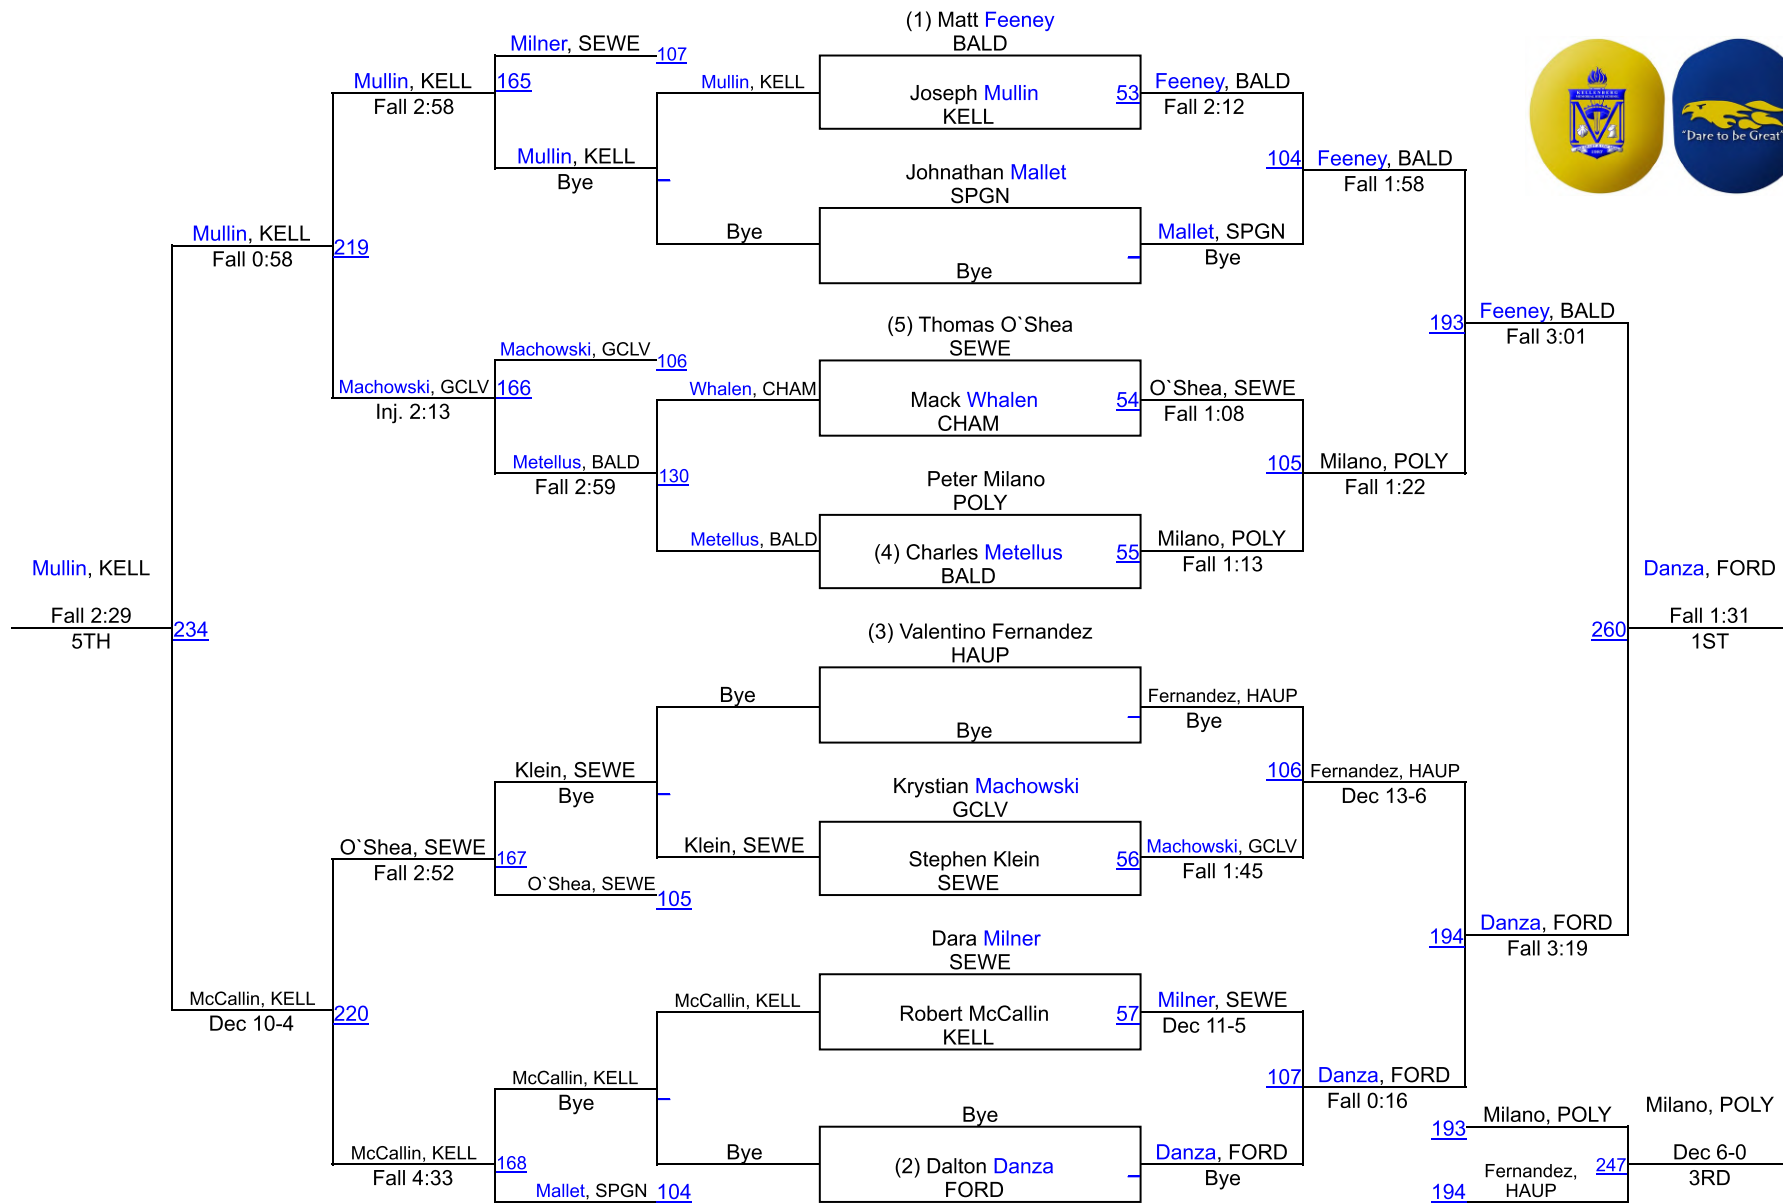 (1) Matt Feeney
BALD
Joseph Mullin 53
KELL
Johnathan Mallet
SPGN
Bye
(5) Thomas O`Shea
SEWE
Mack Whalen 54
CHAM
Peter Milano
POLY
(4) Charles Metellus 55
BALD
(3) Valentino Fernandez
HAUP
Bye
Krystian Machowski
GCLV
Stephen Klein 56
SEWE
Dara Milner
SEWE
Robert McCallin 57
KELL
Bye
(2) Dalton Danza
FORD
Feeney, BALD
Fall 2:12
Mallet, SPGN
Bye
O`Shea, SEWE
Fall 1:08
Milano, POLY
Fall 1:13
Fernandez, HAUP
Bye
Machowski, GCLV
Fall 1:45
Milner, SEWE
Dec 11-5
Danza, FORD
Bye
104 Feeney, BALD
Fall 1:58
105 Milano, POLY
Fall 1:22
106 Fernandez, HAUP
Dec 13-6
107 Danza, FORD
Fall 0:16
193 Feeney, BALD
Fall 3:01
194 Danza, FORD
Fall 3:19
Danza, FORD
260 Fall 1:31
1ST
193 Milano, POLY
194 Fernandez,
HAUP
Milano, POLY
247 Dec 6-0
3RD
Mullin, KELL
Bye
Whalen, CHAM
Metellus, BALD
Bye
Klein, SEWE
McCallin, KELL
Bye
Milner, SEWE 107
Mullin, KELL
Bye
Machowski, GCLV 106
Metellus, BALD 130
Fall 2:59
Klein, SEWE
Bye
O`Shea, SEWE 105
McCallin, KELL
Bye
Mallet, SPGN 104
Mullin, KELL 165
Fall 2:58
Machowski, GCLV 166
Inj. 2:13
O`Shea, SEWE 167
Fall 2:52
McCallin, KELL 168
Fall 4:33
Mullin, KELL 219
Fall 0:58
McCallin, KELL 220
Dec 10-4
Mullin, KELL
Fall 2:29 234
5TH
KELLENBERG
"Dare to be Great"